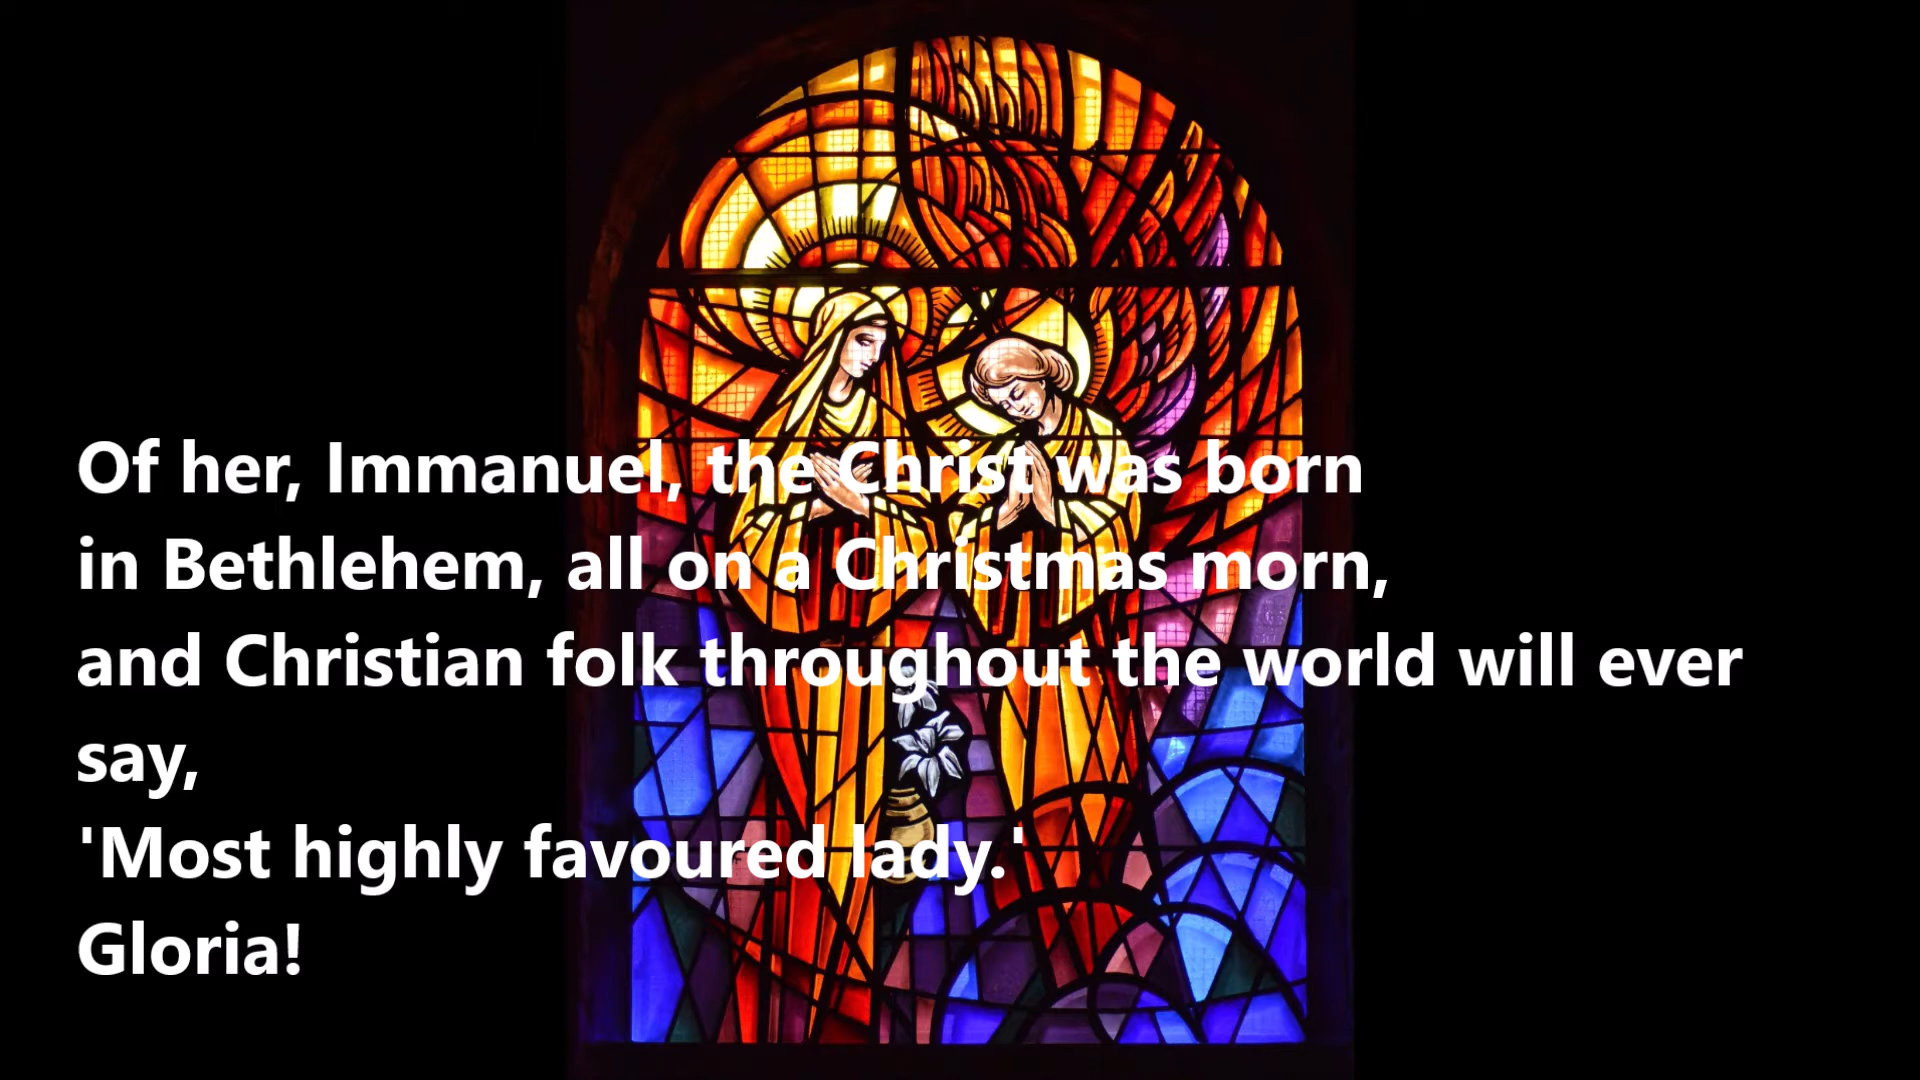 Of her, Immanuel, the Christ was born
in Bethlehem, all on a Christmas morn,
and Christian folk throughout the world will ever
say,
'Most highly favoured lady.'
Gloria!